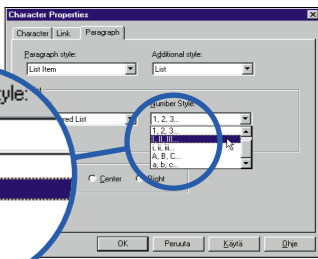 Character Properties
Character Link Paragraph
Paragraph style: Additional style:
List Item List
yle:
Number Style:
red List 1, 2, 3...
1, 2, 3...
I, II, III...
i, ii, iii...
A, B, C...
a, b, c...
Center Right
OK Peruuta Käytä Ohje